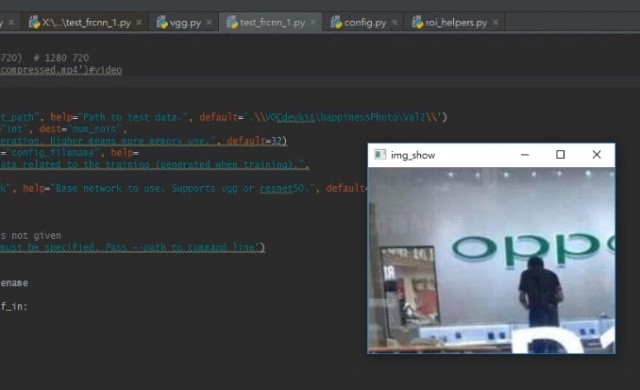 X:\...\test_frcnn_1.py × vgg.py × test_frcnn_1.py × config.py × roi_helpers.py ×
720) # 1280 720
compressed.mp4')#video
t_path", help="Path to test data.", default='.\\VOCdevkit\happinessPhoto\Val2\\')
"int", dest="num_rois",
eration. Higher means more memory use.", default=32)
="config_filename", help=
ata related to the training (generated when training).",
k", help="Base network to use. Supports vgg or resnet50.", default=
s not given
must be specified. Pass --path to command line')
ename
f_in:
img_show
oppo